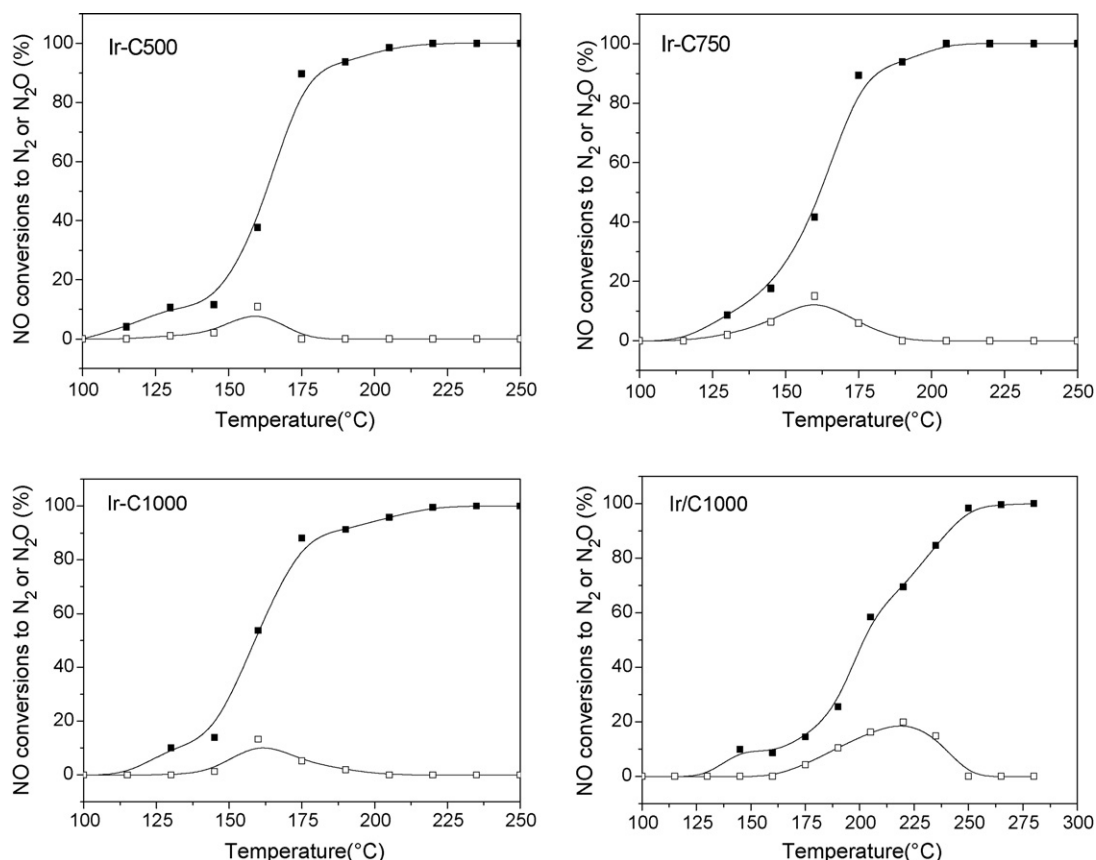 Ir-C500
NO conversions to N₂ or N₂O (%)
100
80
60
40
20
0
100 125 150 175 200 225 250
Temperature(°C)
Ir-C750
NO conversions to N₂ or N₂O (%)
100
80
60
40
20
0
100 125 150 175 200 225 250
Temperature(°C)
Ir-C1000
NO conversions to N₂ or N₂O (%)
100
80
60
40
20
0
100 125 150 175 200 225 250
Temperature(°C)
Ir/C1000
NO conversions to N₂ or N₂O (%)
100
80
60
40
20
0
100 125 150 175 200 225 250 275 300
Temperature(°C)